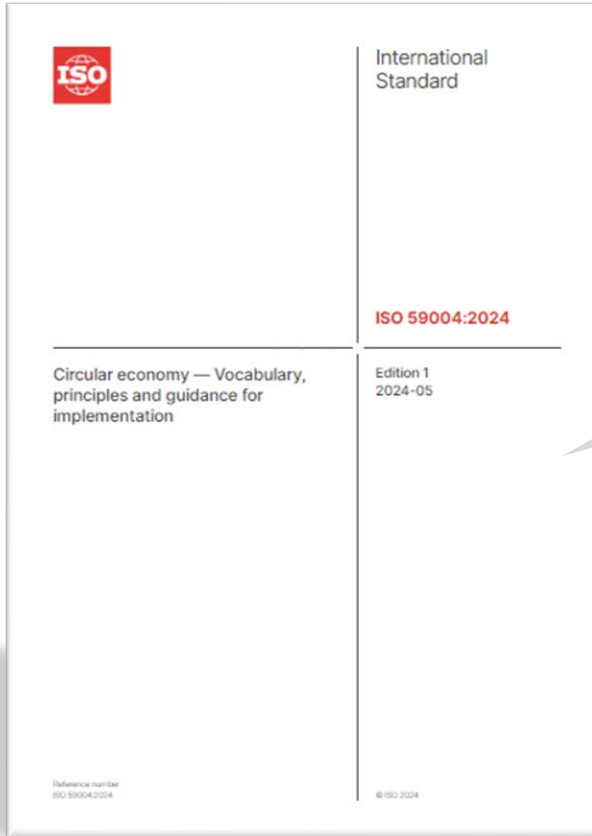 ISO
International
Standard
ISO 59004:2024
Circular economy — Vocabulary,
principles and guidance for
implementation
Edition 1
2024-05
Reference number
ISO 59004:2024
© ISO 2024